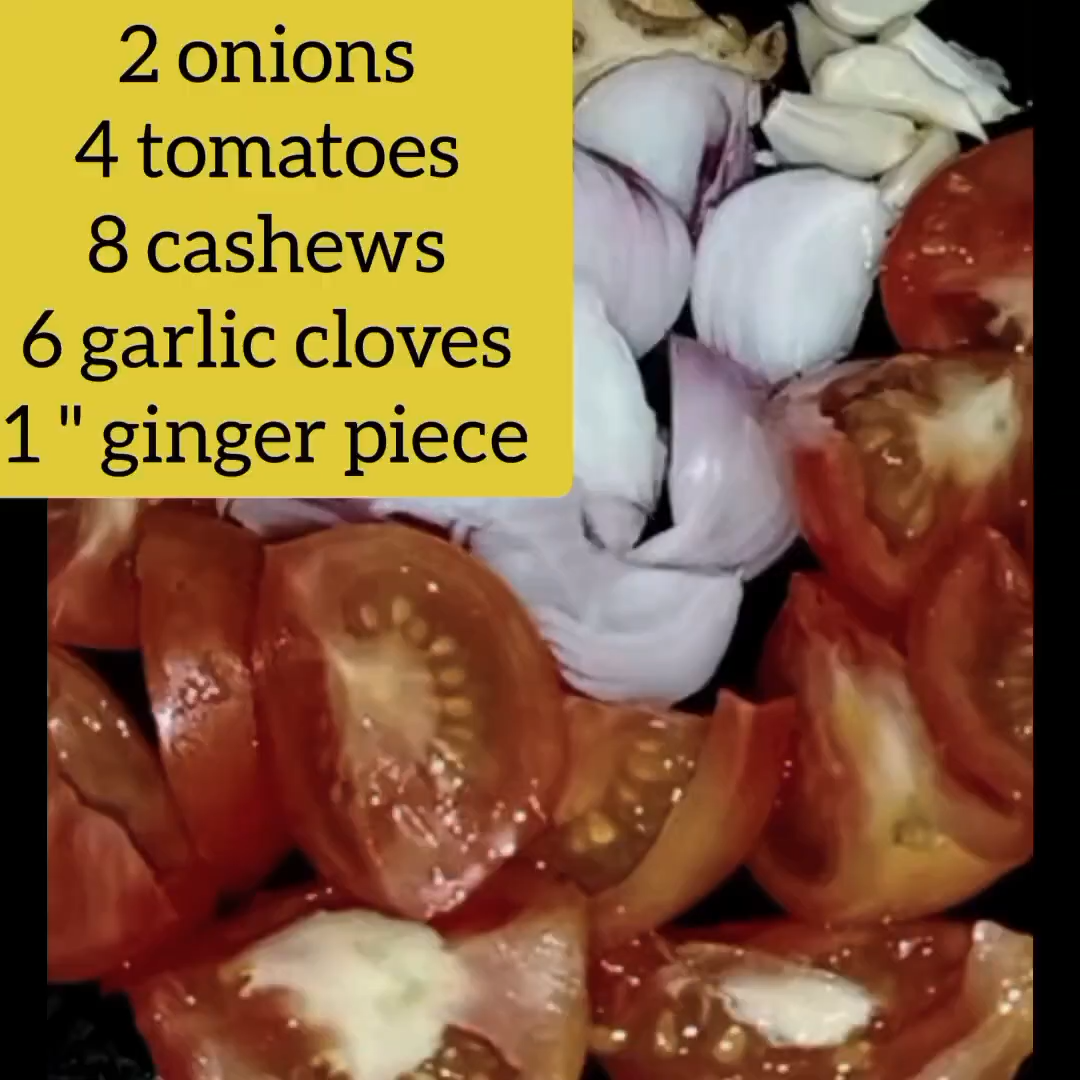 2 onions
4 tomatoes
8 cashews
6 garlic cloves
1 " ginger piece